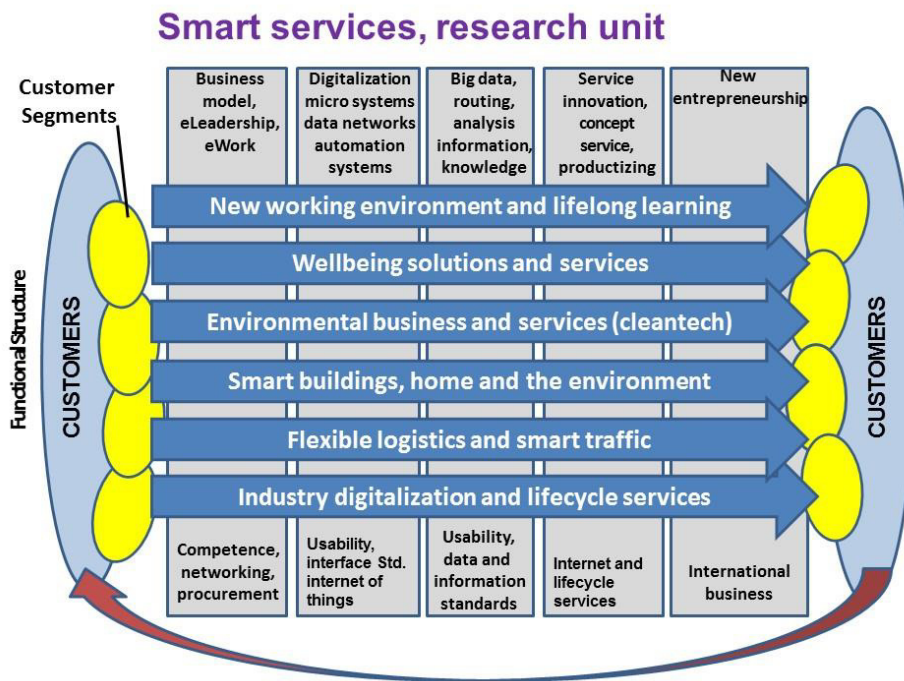 Smart services, research unit
Customer
Segments
Business
model,
eLeadership,
eWork
Digitalization
micro systems
data networks
automation
systems
Big data,
routing,
analysis
information,
knowledge
Service
innovation,
concept
service,
productizing
New
entrepreneurship
Functional Structure
CUSTOMERS
New working environment and lifelong learning
Wellbeing solutions and services
Environmental business and services (cleantech)
Smart buildings, home and the environment
Flexible logistics and smart traffic
Industry digitalization and lifecycle services
CUSTOMERS
Competence,
networking,
procurement
Usability,
interface Std.
internet of
things
Usability,
data and
information
standards
Internet and
lifecycle
services
International
business